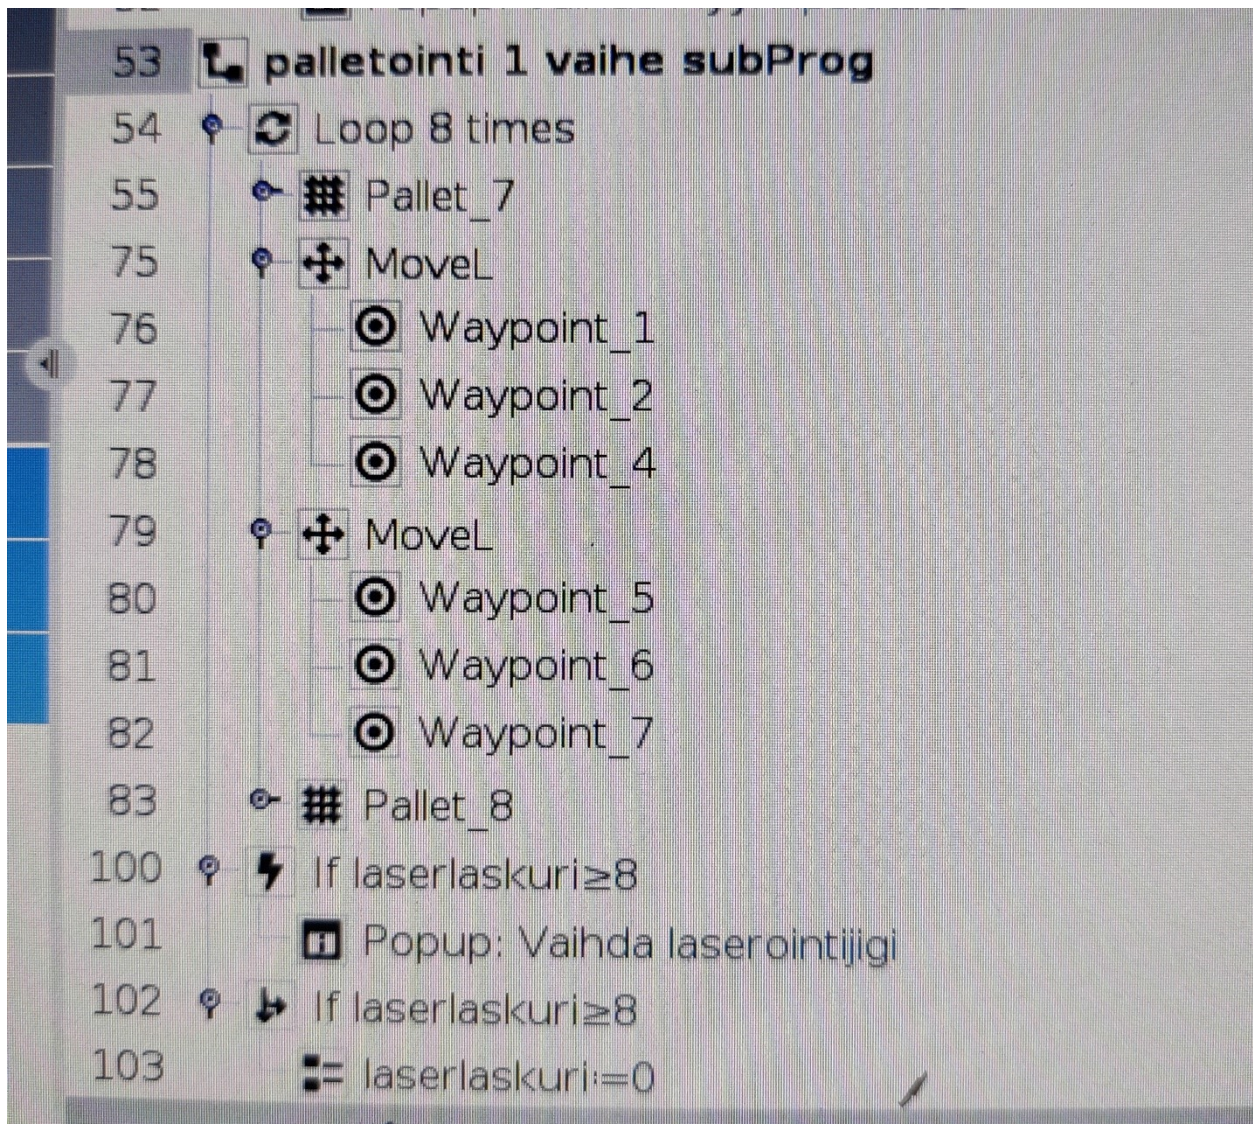 53 palletointi 1 vaihe subProg
54 Loop 8 times
55 Pallet_7
75 MoveL
76 Waypoint_1
77 Waypoint_2
78 Waypoint_4
79 MoveL
80 Waypoint_5
81 Waypoint_6
82 Waypoint_7
83 Pallet_8
100 If laserlaskuri≥8
101 Popup: Vaihda laserointijigi
102 If laserlaskuri≥8
103 laserlaskuri:=0